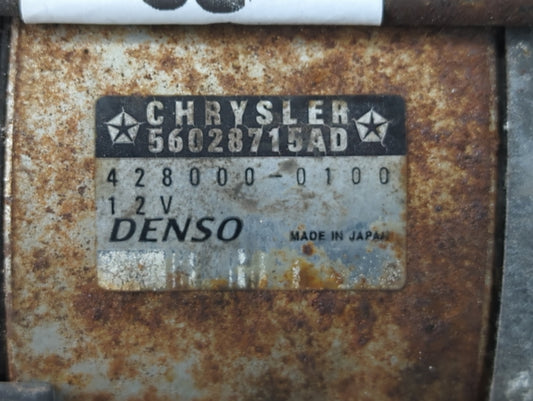 CHRYSLER
56028715AD
428000-0100
12V
DENSO MADE IN JAPAN